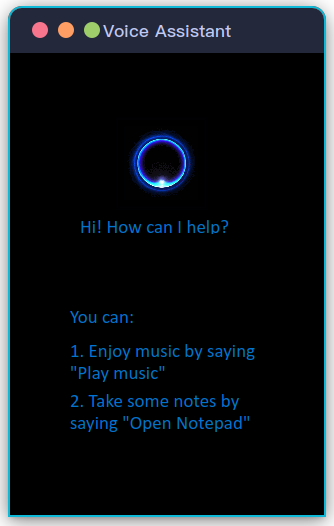 Voice Assistant
Hi! How can I help?
You can:
1. Enjoy music by saying
"Play music"
2. Take some notes by
saying "Open Notepad"